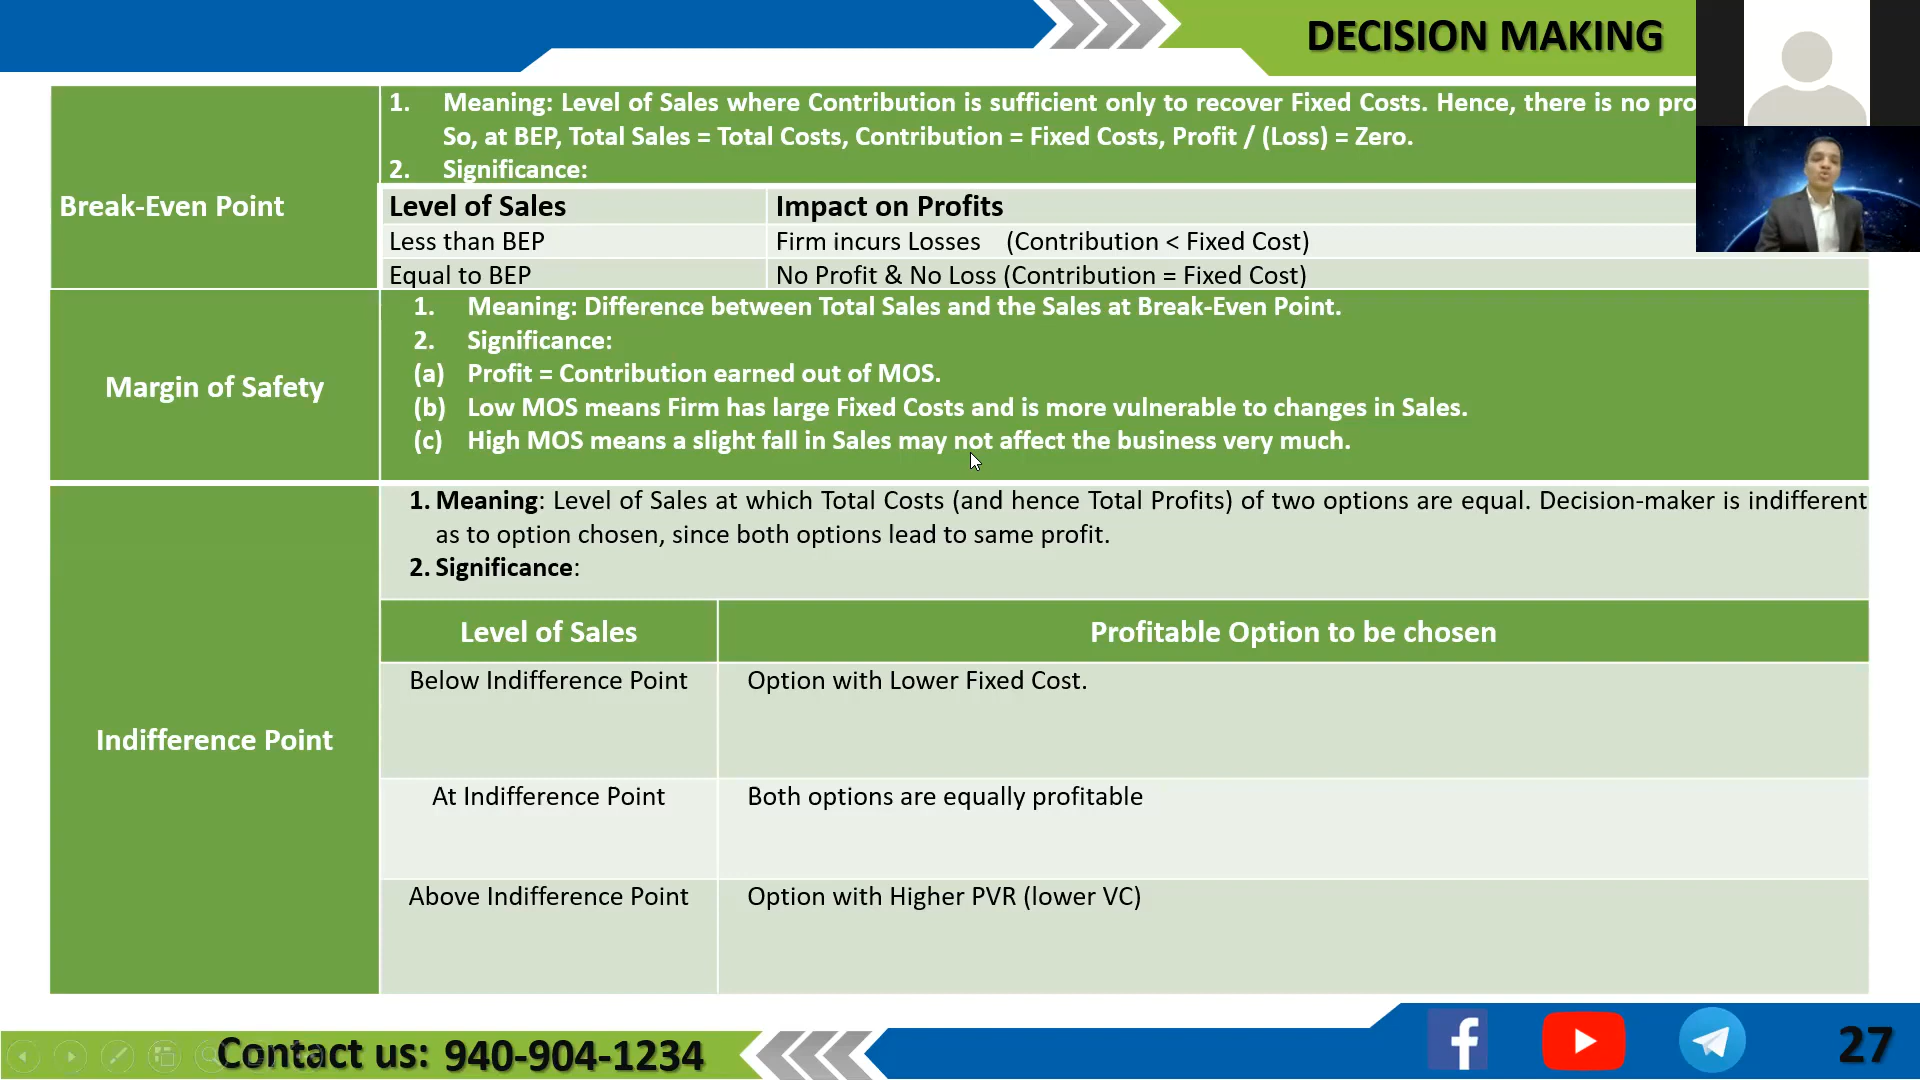 DECISION MAKING
1. Meaning: Level of Sales where Contribution is sufficient only to recover Fixed Costs. Hence, there is no
So, at BEP, Total Sales = Total Costs, Contribution = Fixed Costs, Profit / (Loss) = Zero.
2. Significance:
Break-Even Point
Level of Sales Impact on Profits
Less than BEP Firm incurs Losses (Contribution < Fixed Cost)
Equal to BEP No Profit & No Loss (Contribution = Fixed Cost)
Margin of Safety
1. Meaning: Difference between Total Sales and the Sales at Break-Even Point.
2. Significance:
(a) Profit = Contribution earned out of MOS.
(b) Low MOS means Firm has large Fixed Costs and is more vulnerable to changes in Sales.
(c) High MOS means a slight fall in Sales may not affect the business very much.
Indifference Point
1. Meaning: Level of Sales at which Total Costs (and hence Total Profits) of two options are equal. Decision-maker is indifferent
as to option chosen, since both options lead to same profit.
2. Significance:
Level of Sales Profitable Option to be chosen
Below Indifference Point Option with Lower Fixed Cost.
At Indifference Point Both options are equally profitable
Above Indifference Point Option with Higher PVR (lower VC)
Contact us: 940-904-1234
27